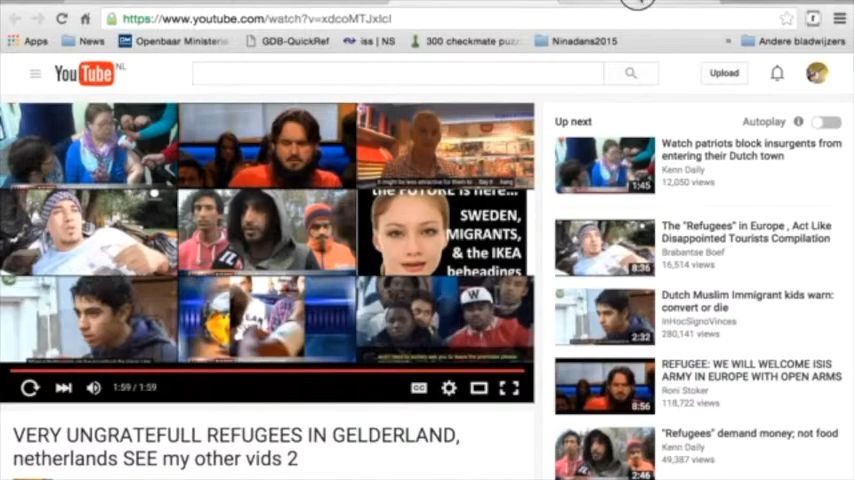 https://www.youtube.com/watch?v=xdcoMTJxlcI
Apps News Openbaar Ministerie GDB-QuickRef iss | NS 300 checkmate puzz Ninadans2015 » Andere bladwijzers
YouTube NL
Upload
Up next Autoplay
the FUTURE is here...
SWEDEN,
MIGRANTS,
& the IKEA
beheadings
W
1:59 / 1:59
CC
VERY UNGRATEFULL REFUGEES IN GELDERLAND,
netherlands SEE my other vids 2
Watch patriots block insurgents from
entering their Dutch town
Kenn Daily
12,050 views
1:45
The "Refugees" in Europe , Act Like
Disappointed Tourists Compilation
Brabantse Boef
16,514 views
8:36
Dutch Muslim Immigrant kids warn:
convert or die
InHocSignoVinces
280,141 views
2:32
REFUGEE: WE WILL WELCOME ISIS
ARMY IN EUROPE WITH OPEN ARMS
Roni Stoker
118,722 views
8:56
"Refugees" demand money; not food
Kenn Daily
49,387 views
2:46